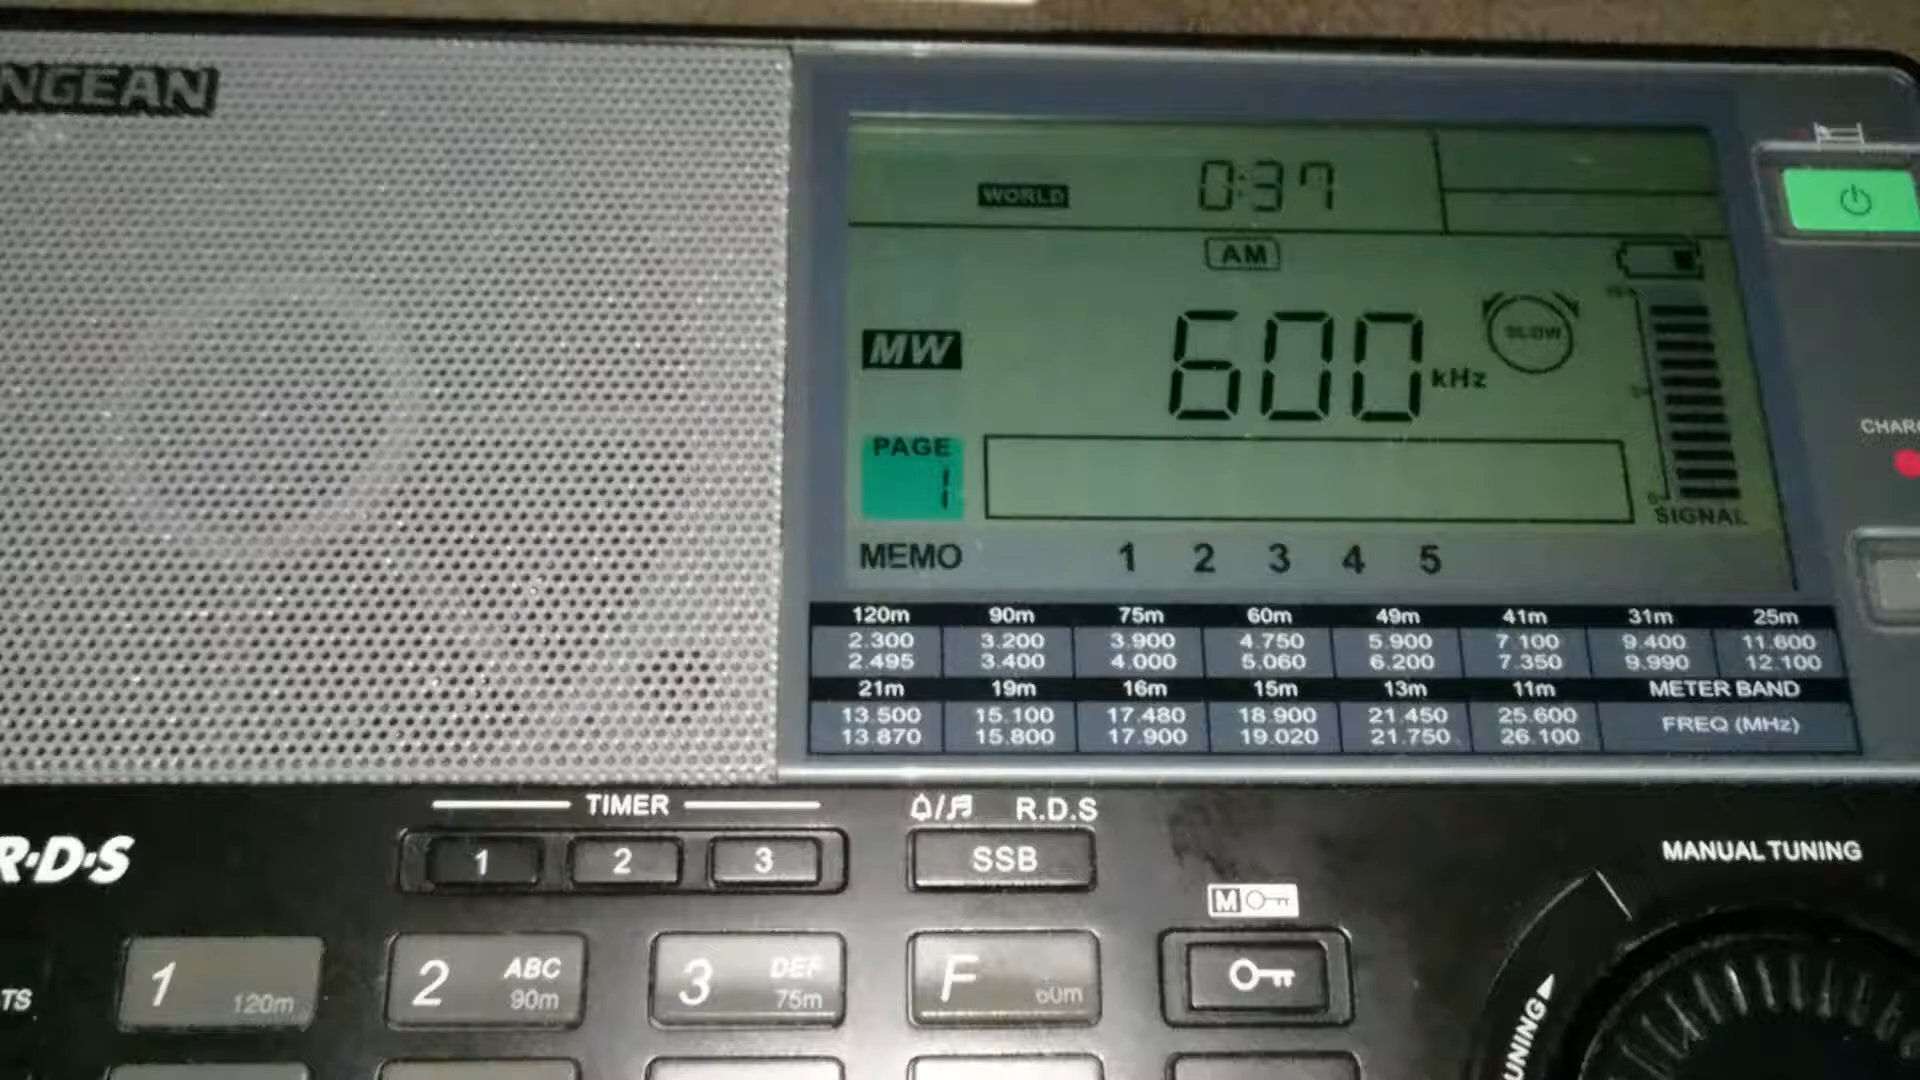 NGEAN
WORLD 0:37
AM
MW 600 kHz SLOW
PAGE
1
SIGNAL
MEMO 1 2 3 4 5
120m 90m 75m 60m 49m 41m 31m 25m
2.300 3.200 3.900 4.750 5.900 7.100 9.400 11.600
2.495 3.400 4.000 5.060 6.200 7.350 9.990 12.100
21m 19m 16m 15m 13m 11m METER BAND
13.500 15.100 17.480 18.900 21.450 25.600 FREQ (MHz)
13.870 15.800 17.900 19.020 21.750 26.100
CHARG
TIMER
R.D.S
R·D·S
1 2 3
SSB
MANUAL TUNING
M
1 120m
2 ABC 90m
3 DEF 75m
F 60m
TS
UNING